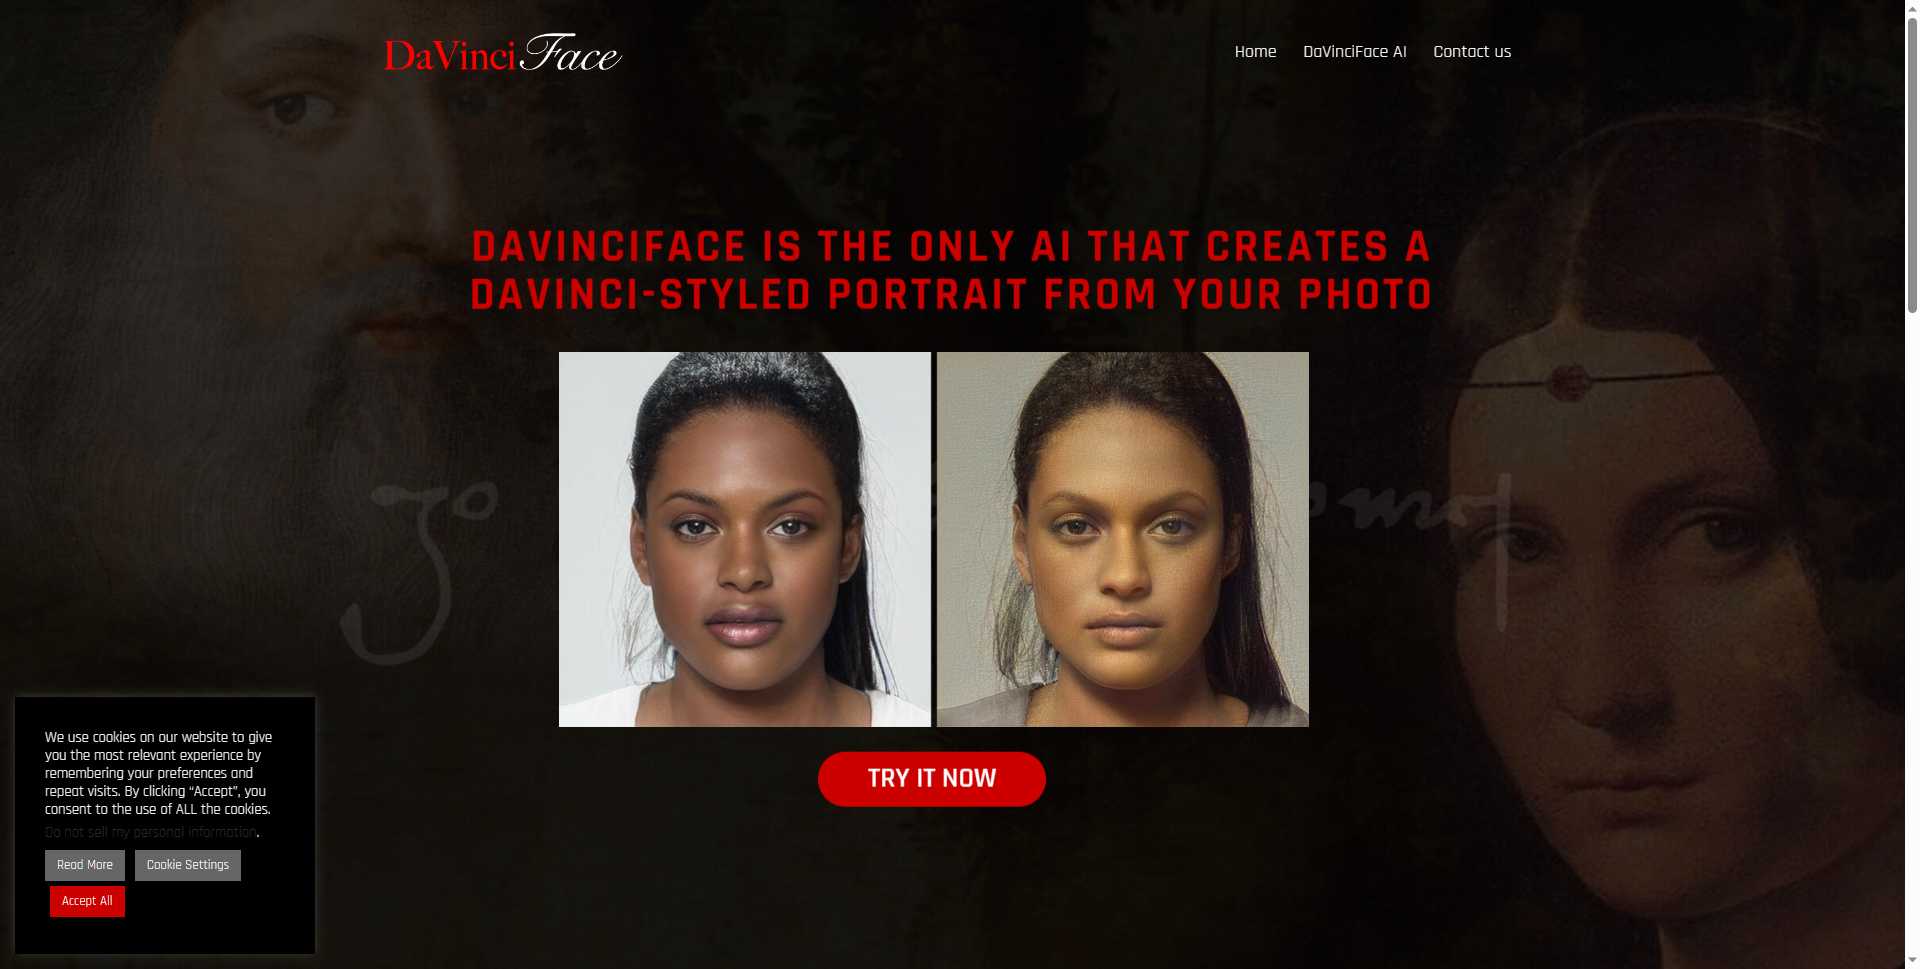 DaVinci Face
Home DaVinciFace AI Contact us
DAVINCIFACE IS THE ONLY AI THAT CREATES A
DAVINCI-STYLED PORTRAIT FROM YOUR PHOTO
TRY IT NOW
We use cookies on our website to give
you the most relevant experience by
remembering your preferences and
repeat visits. By clicking “Accept”, you
consent to the use of ALL the cookies.
Do not sell my personal information.
Read More Cookie Settings
Accept All